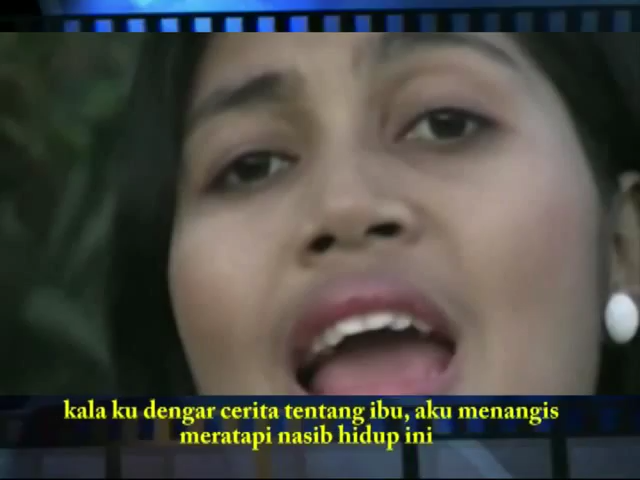 kala ku dengar cerita tentang ibu, aku menangis
meratapi nasib hidup ini